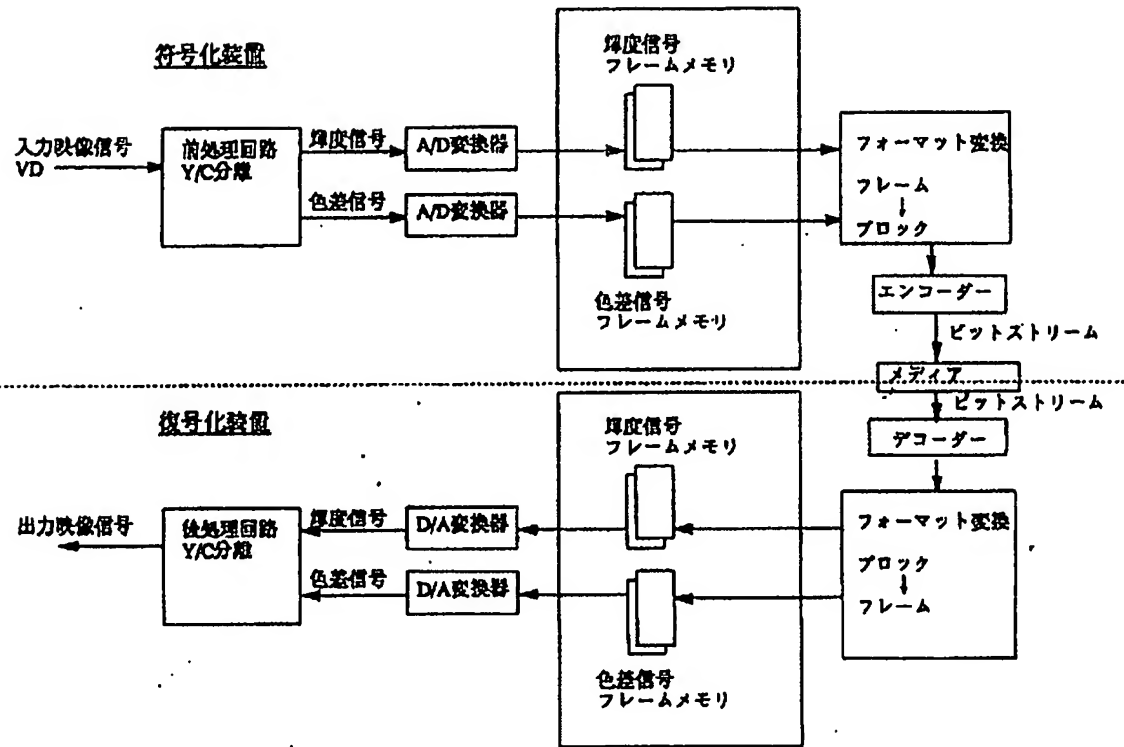 符号化装置
輝度信号
フレームメモリ
入力映像信号
VD
前処理回路
Y/C分離
輝度信号
A/D変換器
色差信号
A/D変換器
色差信号
フレームメモリ
フォーマット変換
フレーム
↓
ブロック
エンコーダー
ビットズトリーム
メディア
ビットストリーム
デコーダー
復号化装置
輝度信号
フレームメモリ
出力映像信号
後処理回路
Y/C分離
輝度信号
D/A変換器
色差信号
D/A変換器
色差信号
フレームメモリ
フォーマット変換
ブロック
↓
フレーム